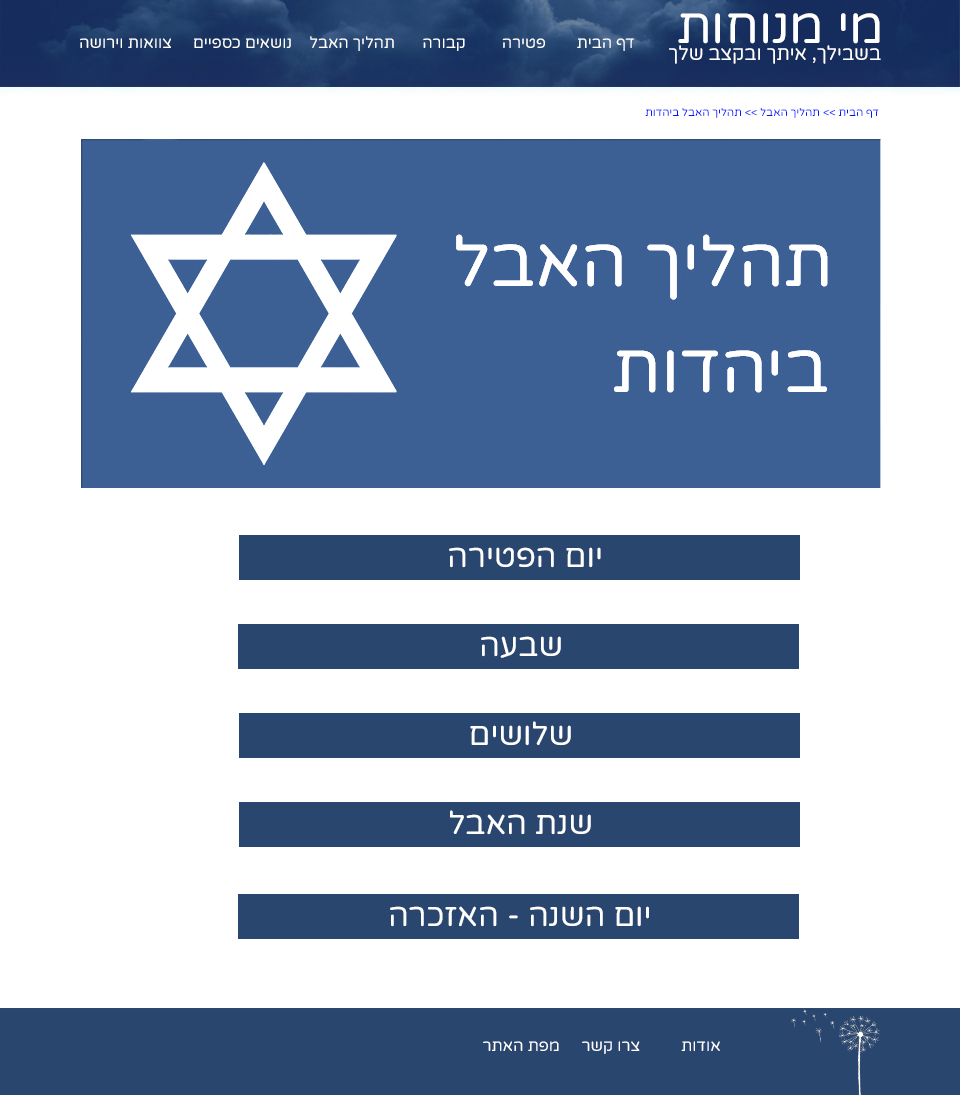 מי מנוחות
בשבילך, איתך ובקצב שלך
דף הבית פטירה קבורה תהליך האבל נושאים כספיים צוואות וירושה
דף הבית >> תהליך האבל >> תהליך האבל ביהדות
תהליך האבל
ביהדות
יום הפטירה
שבעה
שלושים
שנת האבל
יום השנה - האזכרה
אודות צרו קשר מפת האתר